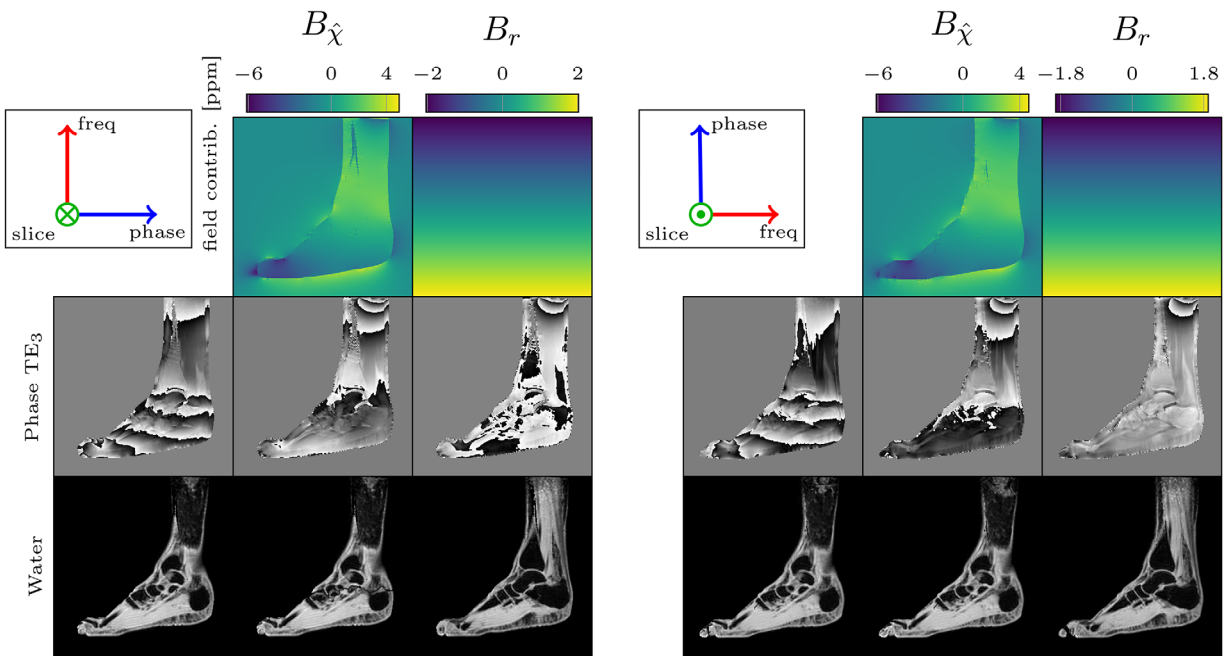 B_χ̂ B_r
−6 0 4 −2 0 2
field contrib. [ppm]
freq
slice phase
Phase TE₃
Water
B_χ̂ B_r
−6 0 4 −1.8 0 1.8
phase
slice freq